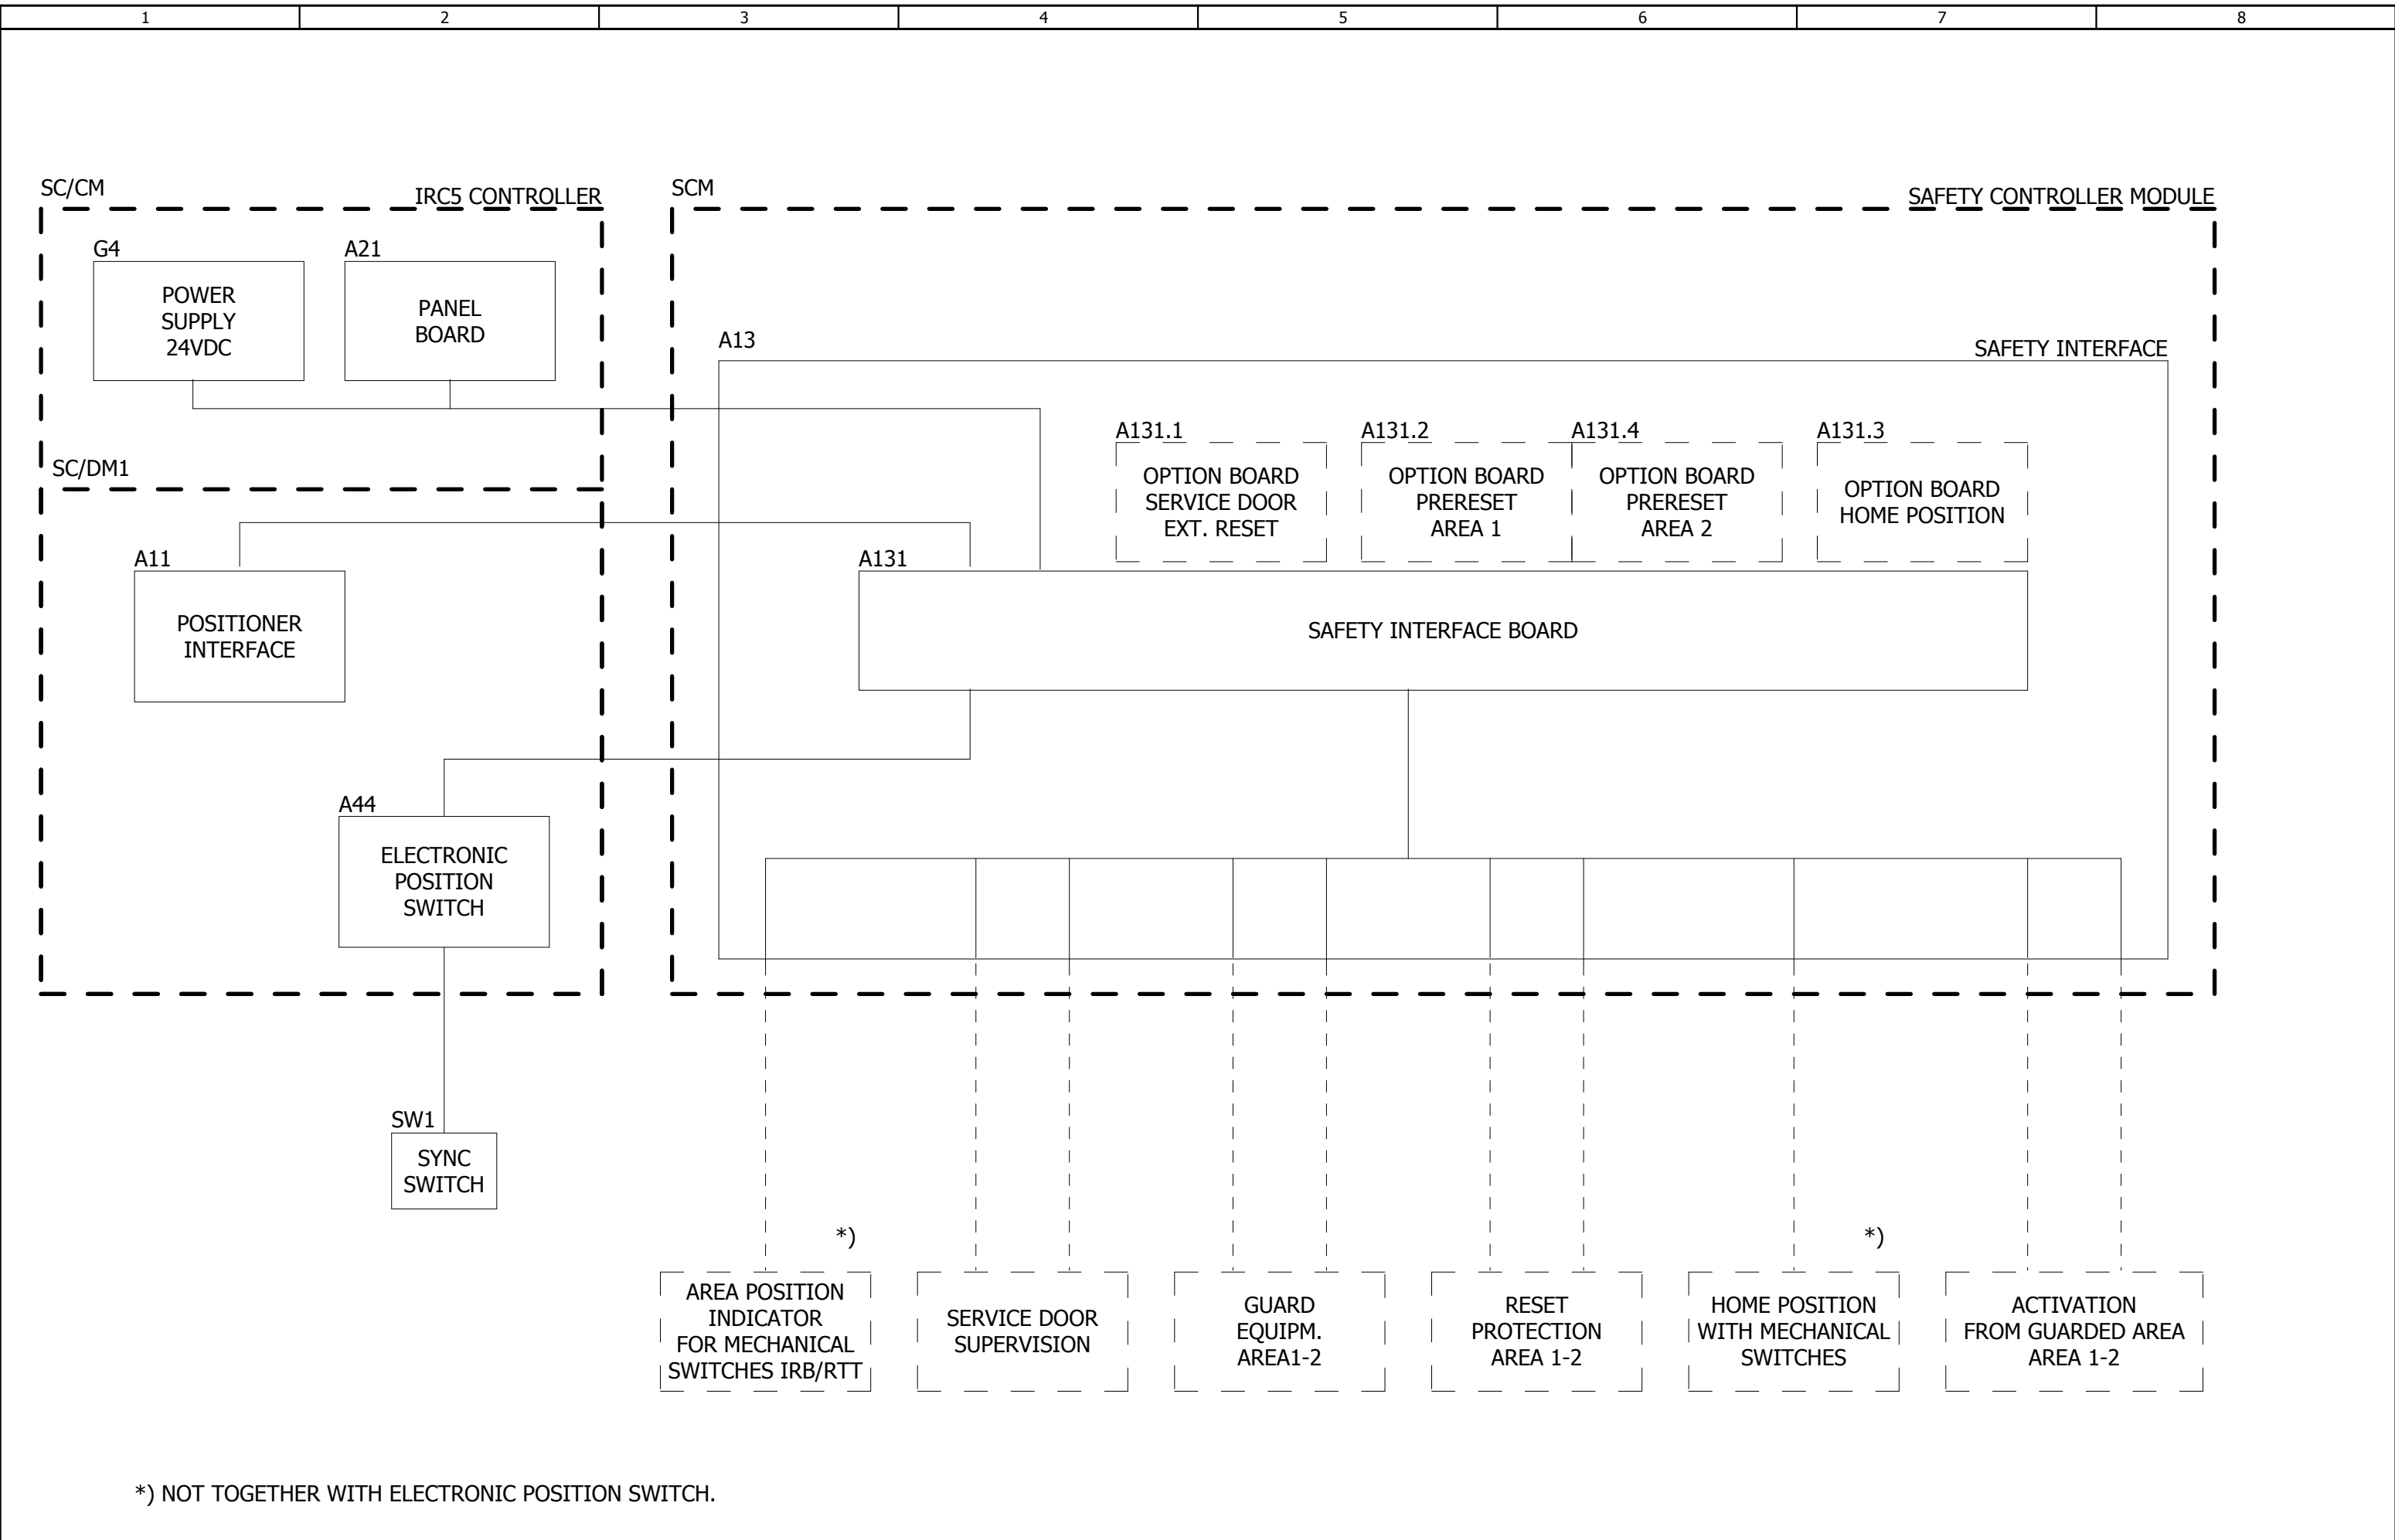 1
2
3
4
5
6
7
8
SC/CM
IRC5 CONTROLLER
SCM
SAFETY CONTROLLER MODULE
G4
POWER
SUPPLY
24VDC
A21
PANEL
BOARD
A13
SAFETY INTERFACE
A131.1
OPTION BOARD
SERVICE DOOR
EXT. RESET
A131.2
OPTION BOARD
PRERESET
AREA 1
A131.4
OPTION BOARD
PRERESET
AREA 2
A131.3
OPTION BOARD
HOME POSITION
SC/DM1
A11
POSITIONER
INTERFACE
A131
SAFETY INTERFACE BOARD
A44
ELECTRONIC
POSITION
SWITCH
SW1
SYNC
SWITCH
*)
AREA POSITION
INDICATOR
FOR MECHANICAL
SWITCHES IRB/RTT
SERVICE DOOR
SUPERVISION
GUARD
EQUIPM.
AREA1-2
RESET
PROTECTION
AREA 1-2
*)
HOME POSITION
WITH MECHANICAL
SWITCHES
ACTIVATION
FROM GUARDED AREA
AREA 1-2
*) NOT TOGETHER WITH ELECTRONIC POSITION SWITCH.